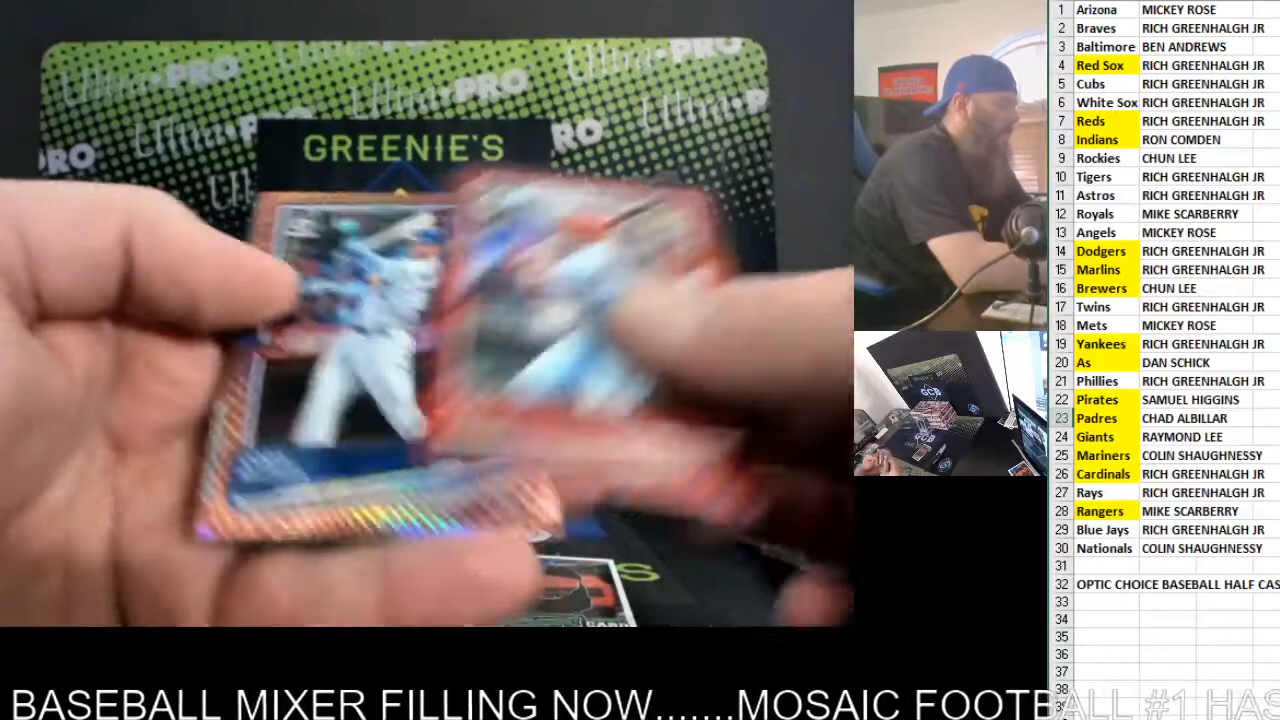 Ultra•PRO
Ultra•PRO
PRO
PRO
GREENIE'S
GCB
GCB
1 Arizona MICKEY ROSE
2 Braves RICH GREENHALGH JR
3 Baltimore BEN ANDREWS
4 Red Sox RICH GREENHALGH JR
5 Cubs RICH GREENHALGH JR
6 White Sox RICH GREENHALGH JR
7 Reds RICH GREENHALGH JR
8 Indians RON COMDEN
9 Rockies CHUN LEE
10 Tigers RICH GREENHALGH JR
11 Astros RICH GREENHALGH JR
12 Royals MIKE SCARBERRY
13 Angels MICKEY ROSE
14 Dodgers RICH GREENHALGH JR
15 Marlins RICH GREENHALGH JR
16 Brewers CHUN LEE
17 Twins RICH GREENHALGH JR
18 Mets MICKEY ROSE
19 Yankees RICH GREENHALGH JR
20 As DAN SCHICK
21 Phillies RICH GREENHALGH JR
22 Pirates SAMUEL HIGGINS
23 Padres CHAD ALBILLAR
24 Giants RAYMOND LEE
25 Mariners COLIN SHAUGHNESSY
26 Cardinals RICH GREENHALGH JR
27 Rays RICH GREENHALGH JR
28 Rangers MIKE SCARBERRY
29 Blue Jays RICH GREENHALGH JR
30 Nationals COLIN SHAUGHNESSY
31
32 OPTIC CHOICE BASEBALL HALF CAS
33
34
35
36
37
38
BASEBALL MIXER FILLING NOW.......MOSAIC FOOTBALL #1 HAS